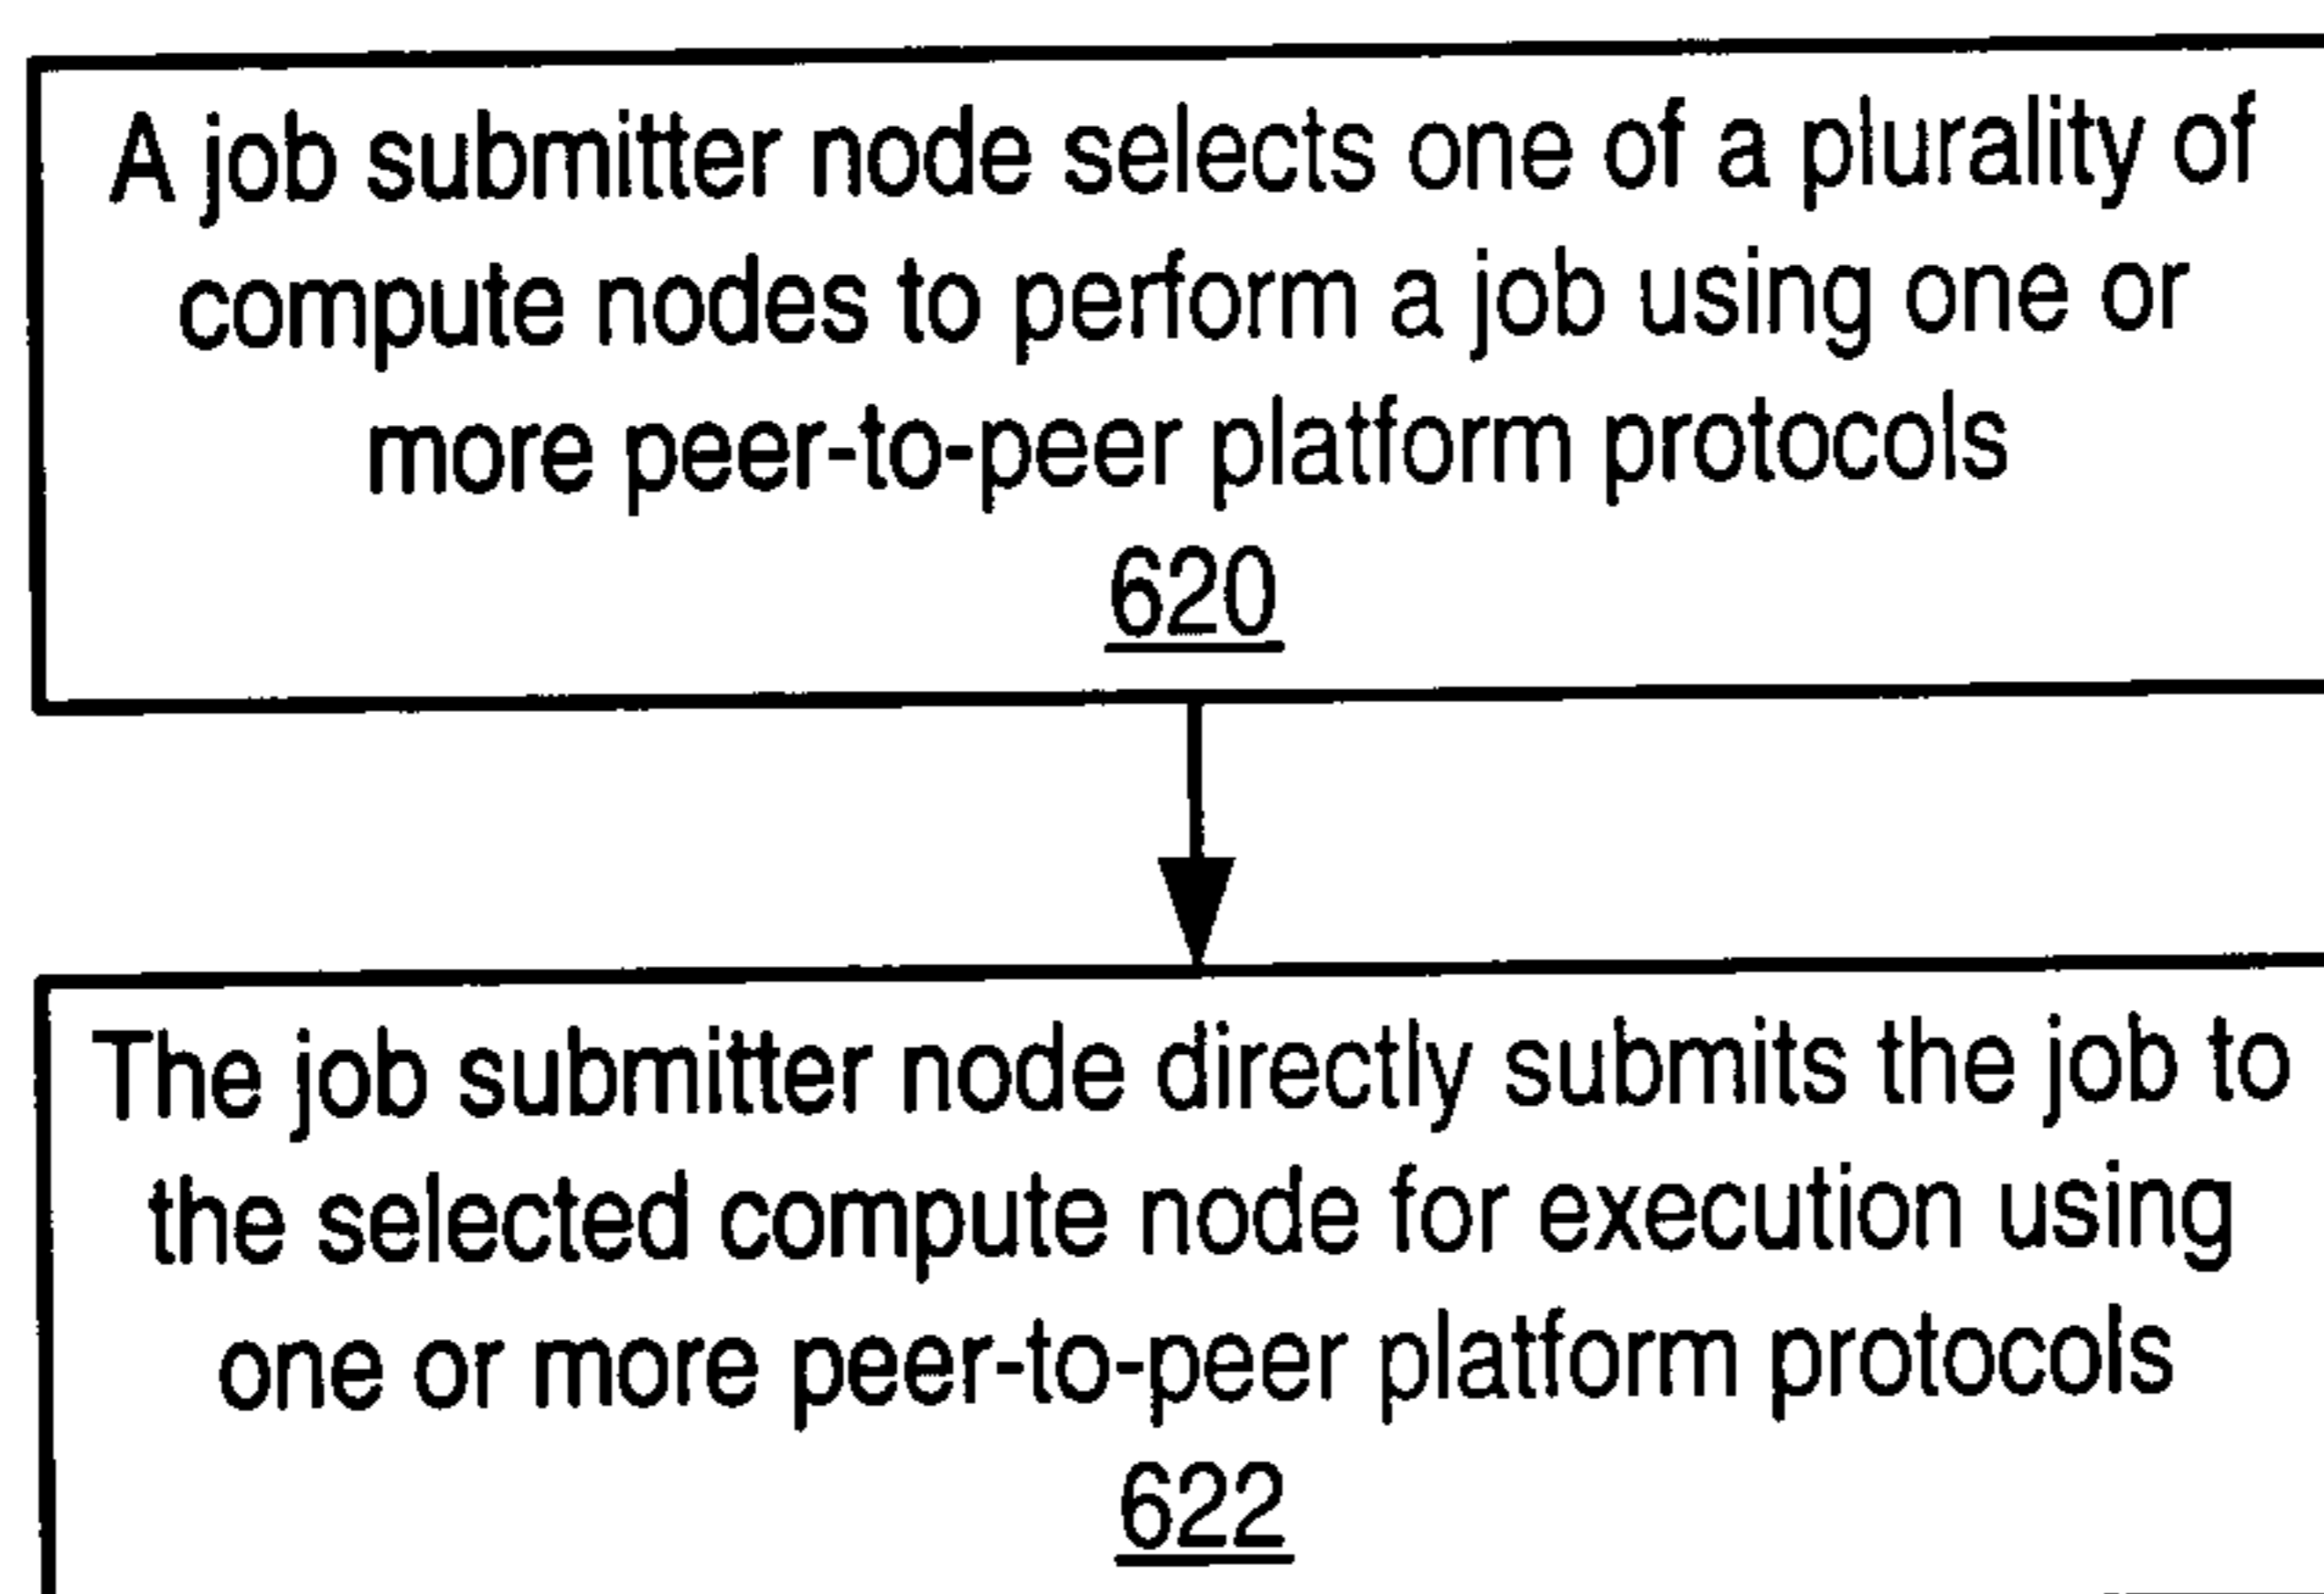 A job submitter node selects one of a plurality of
compute nodes to perform a job using one or
more peer-to-peer platform protocols
620
The job submitter node directly submits the job to
the selected compute node for execution using
one or more peer-to-peer platform protocols
622